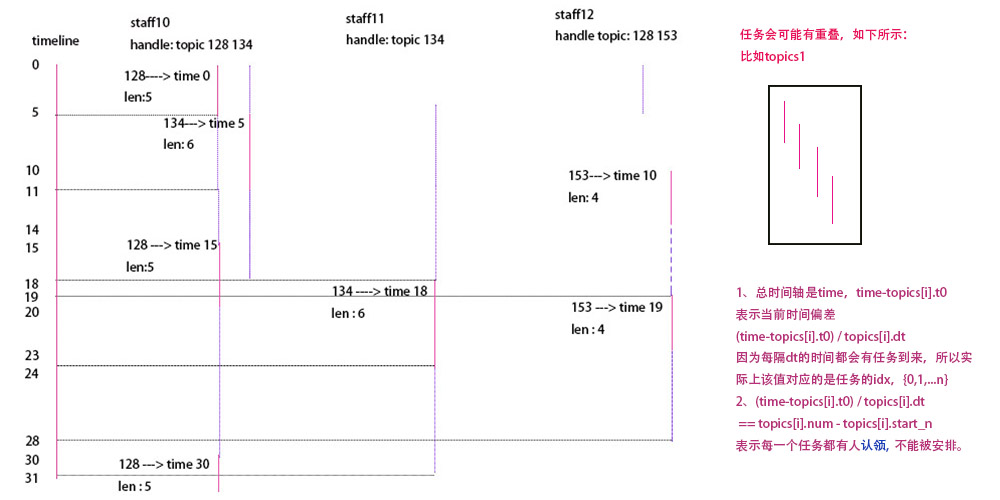 staff10
handle: topic 128 134
staff11
handle: topic 134
staff12
handle topic: 128 153
timeline
0
5
10
11
14
15
18
19
20
23
24
28
30
31
128----> time 0
len:5
134---> time 5
len: 6
128 ---> time 15
len:5
128 ---> time 30
len : 5
134 ----> time 18
len : 6
153---> time 10
len: 4
153 ---> time 19
len : 4
任务会可能有重叠，如下所示：
比如topics1
1、总时间轴是time，time-topics[i].t0
表示当前时间偏差
(time-topics[i].t0) / topics[i].dt
因为每隔dt的时间都会有任务到来，所以实
际上该值对应的是任务的idx，{0,1,...n}
2、(time-topics[i].t0) / topics[i].dt
== topics[i].num - topics[i].start_n
表示每一个任务都有人认领, 不能被安排。